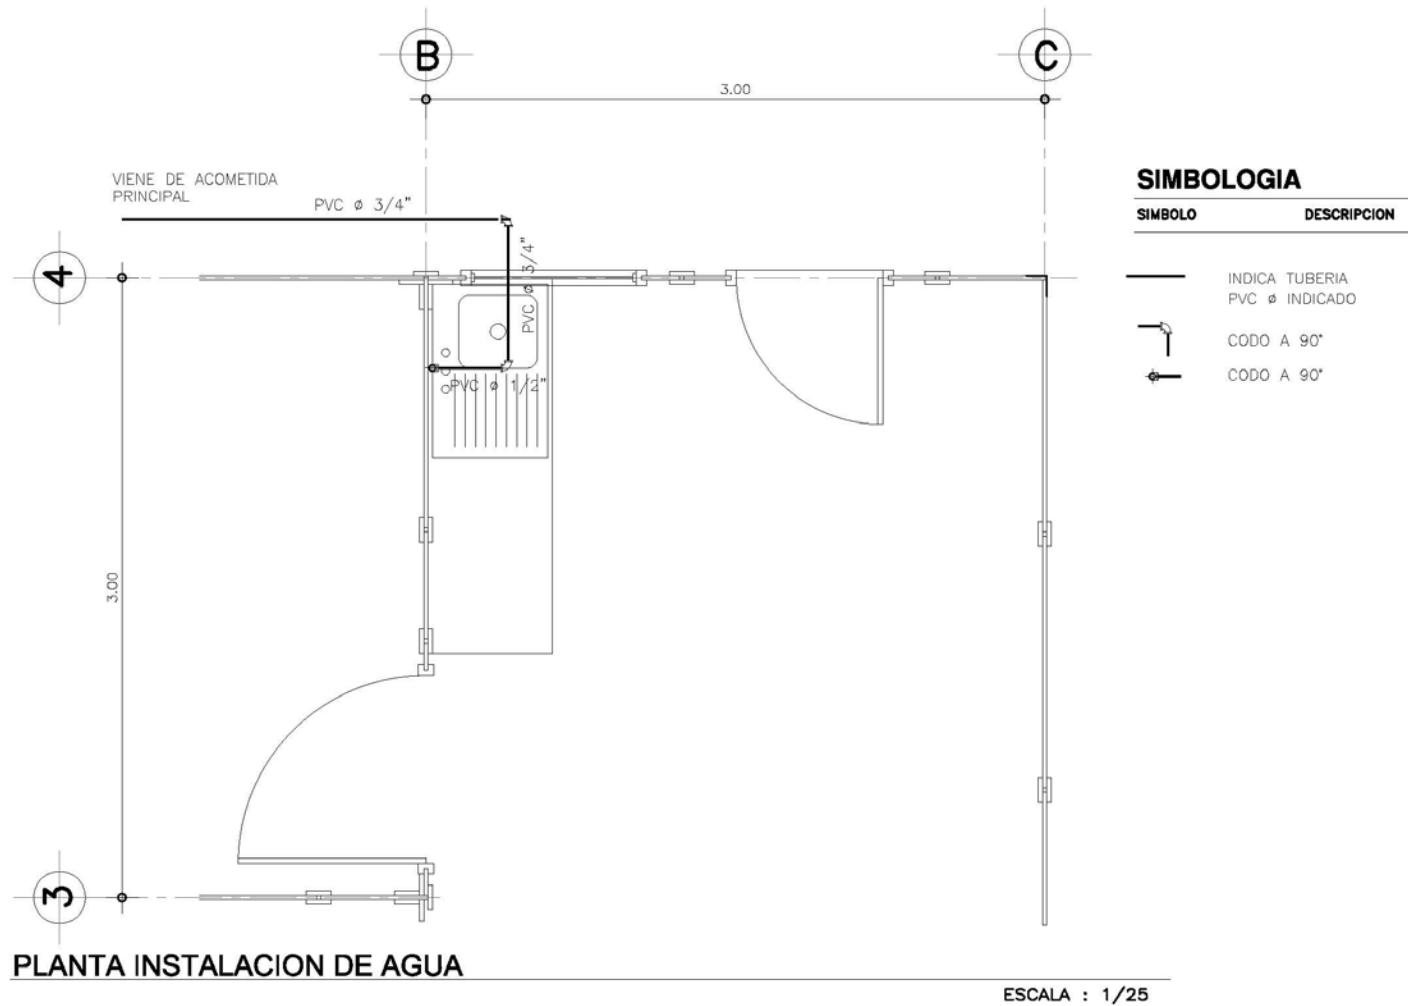 B
C
3.00
VIENE DE ACOMETIDA
PRINCIPAL
PVC ø 3/4"
PVC ø 3/4"
PVC ø 1/2"
4
3.00
3
SIMBOLOGIA
SIMBOLO DESCRIPCION
INDICA TUBERIA
PVC ø INDICADO
CODO A 90°
CODO A 90°
PLANTA INSTALACION DE AGUA
ESCALA : 1/25